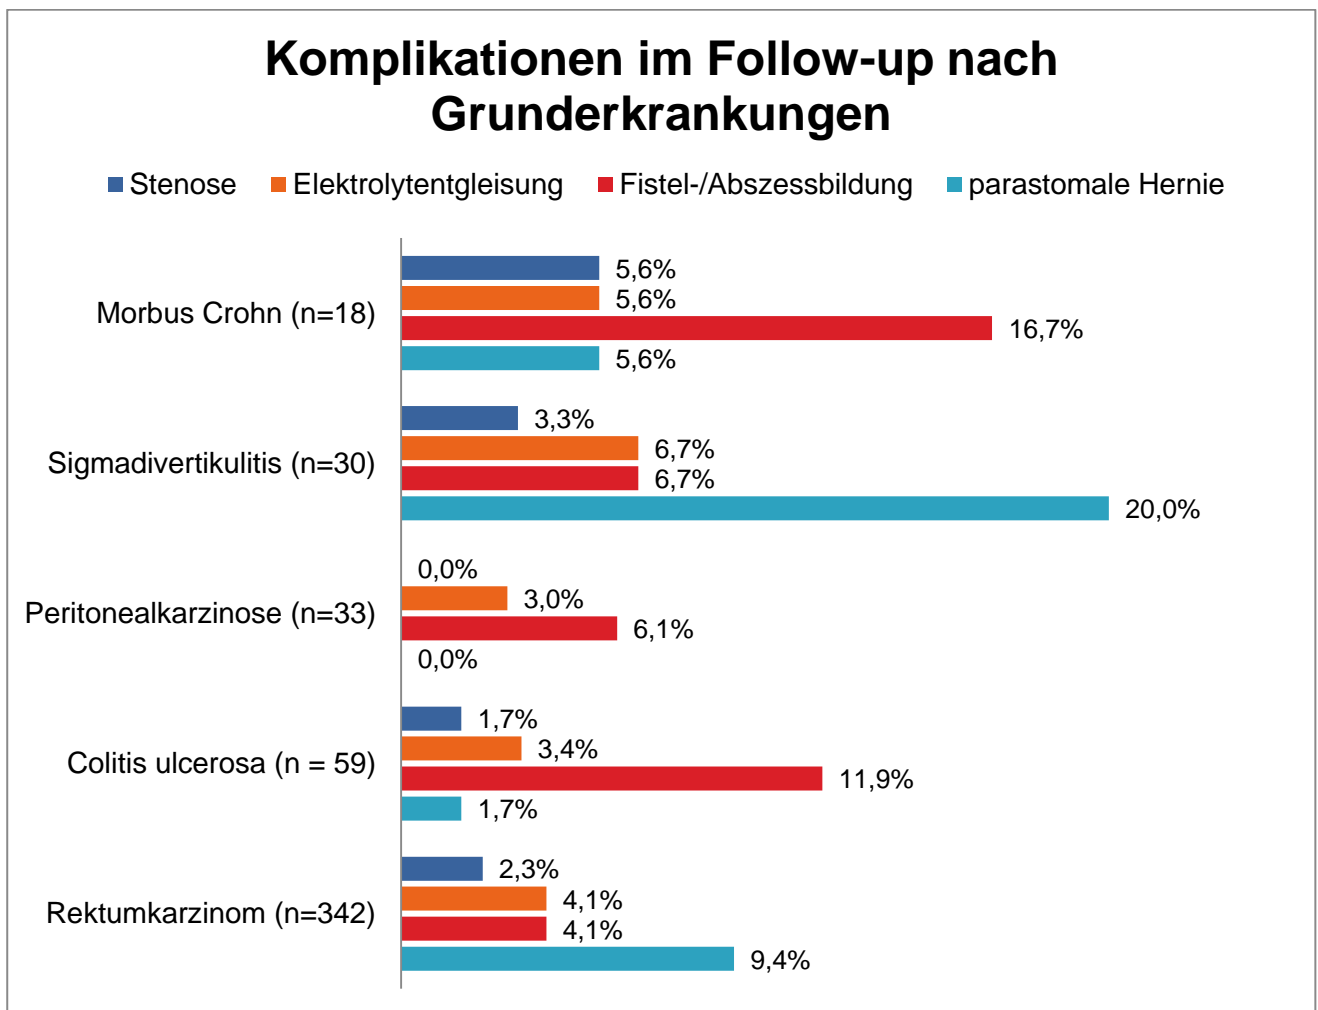 Komplikationen im Follow-up nach
Grunderkrankungen
Stenose Elektrolytentgleisung Fistel-/Abszessbildung parastomale Hernie
Morbus Crohn (n=18)
5,6%
5,6%
16,7%
5,6%
Sigmadivertikulitis (n=30)
3,3%
6,7%
6,7%
20,0%
Peritonealkarzinose (n=33)
0,0%
3,0%
6,1%
0,0%
Colitis ulcerosa (n = 59)
1,7%
3,4%
11,9%
1,7%
Rektumkarzinom (n=342)
2,3%
4,1%
4,1%
9,4%